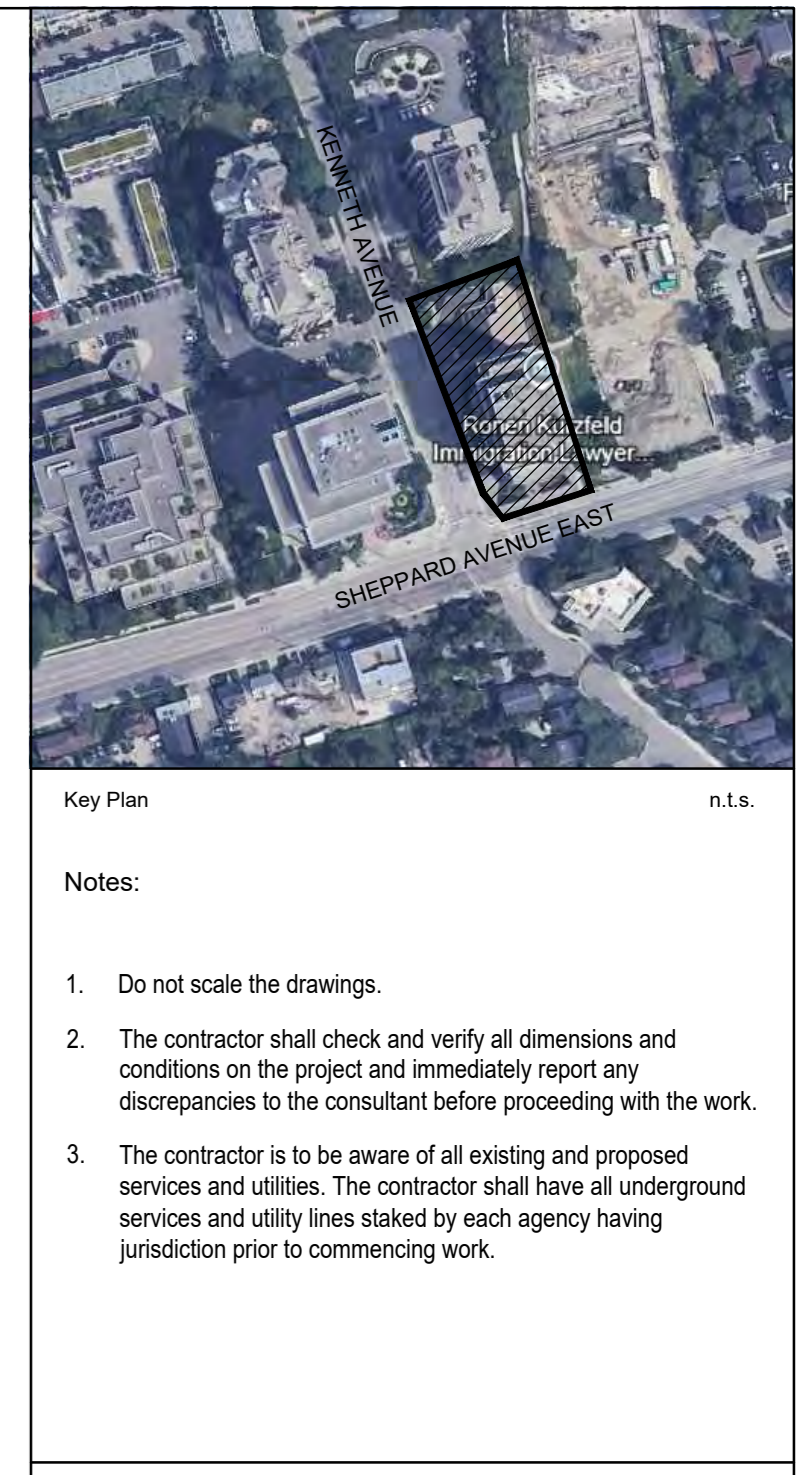 KENNETH AVENUE
Ronen Kurzfeld
Immigration Lawyer...
SHEPPARD AVENUE EAST
Key Plan n.t.s.
Notes:
1. Do not scale the drawings.
2. The contractor shall check and verify all dimensions and
conditions on the project and immediately report any
discrepancies to the consultant before proceeding with the work.
3. The contractor is to be aware of all existing and proposed
services and utilities. The contractor shall have all underground
services and utility lines staked by each agency having
jurisdiction prior to commencing work.